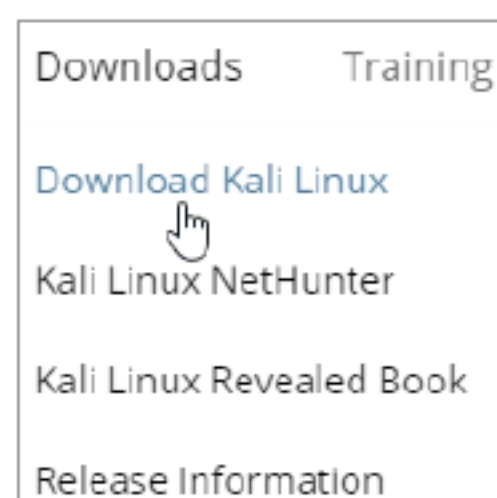 Downloads Training
Download Kali Linux
Kali Linux NetHunter
Kali Linux Revealed Book
Release Information